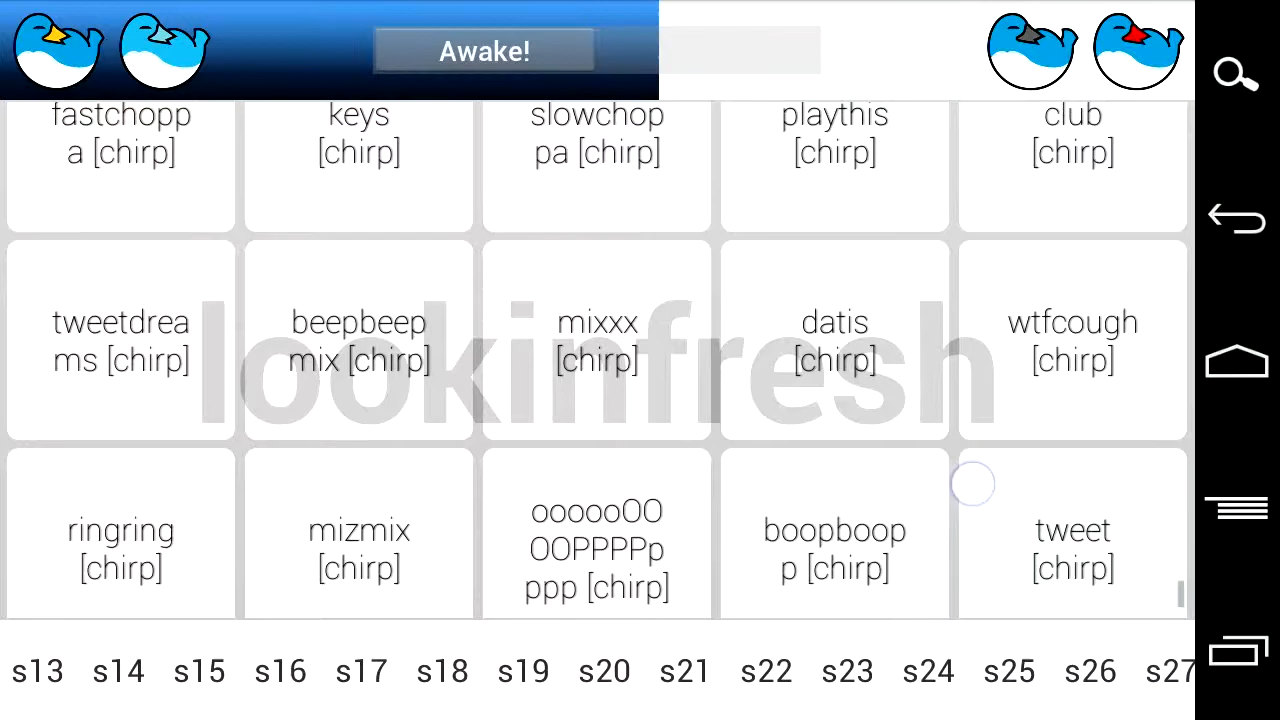 Awake!
fastchopp
a [chirp]
keys
[chirp]
slowchop
pa [chirp]
playthis
[chirp]
club
[chirp]
tweetdrea
ms [chirp]
beepbeep
mix [chirp]
mixxx
[chirp]
datis
[chirp]
wtfcough
[chirp]
lookinfresh
ringring
[chirp]
mizmix
[chirp]
oooooOO
OOPPPPp
ppp [chirp]
boopboop
p [chirp]
tweet
[chirp]
s13 s14 s15 s16 s17 s18 s19 s20 s21 s22 s23 s24 s25 s26 s27